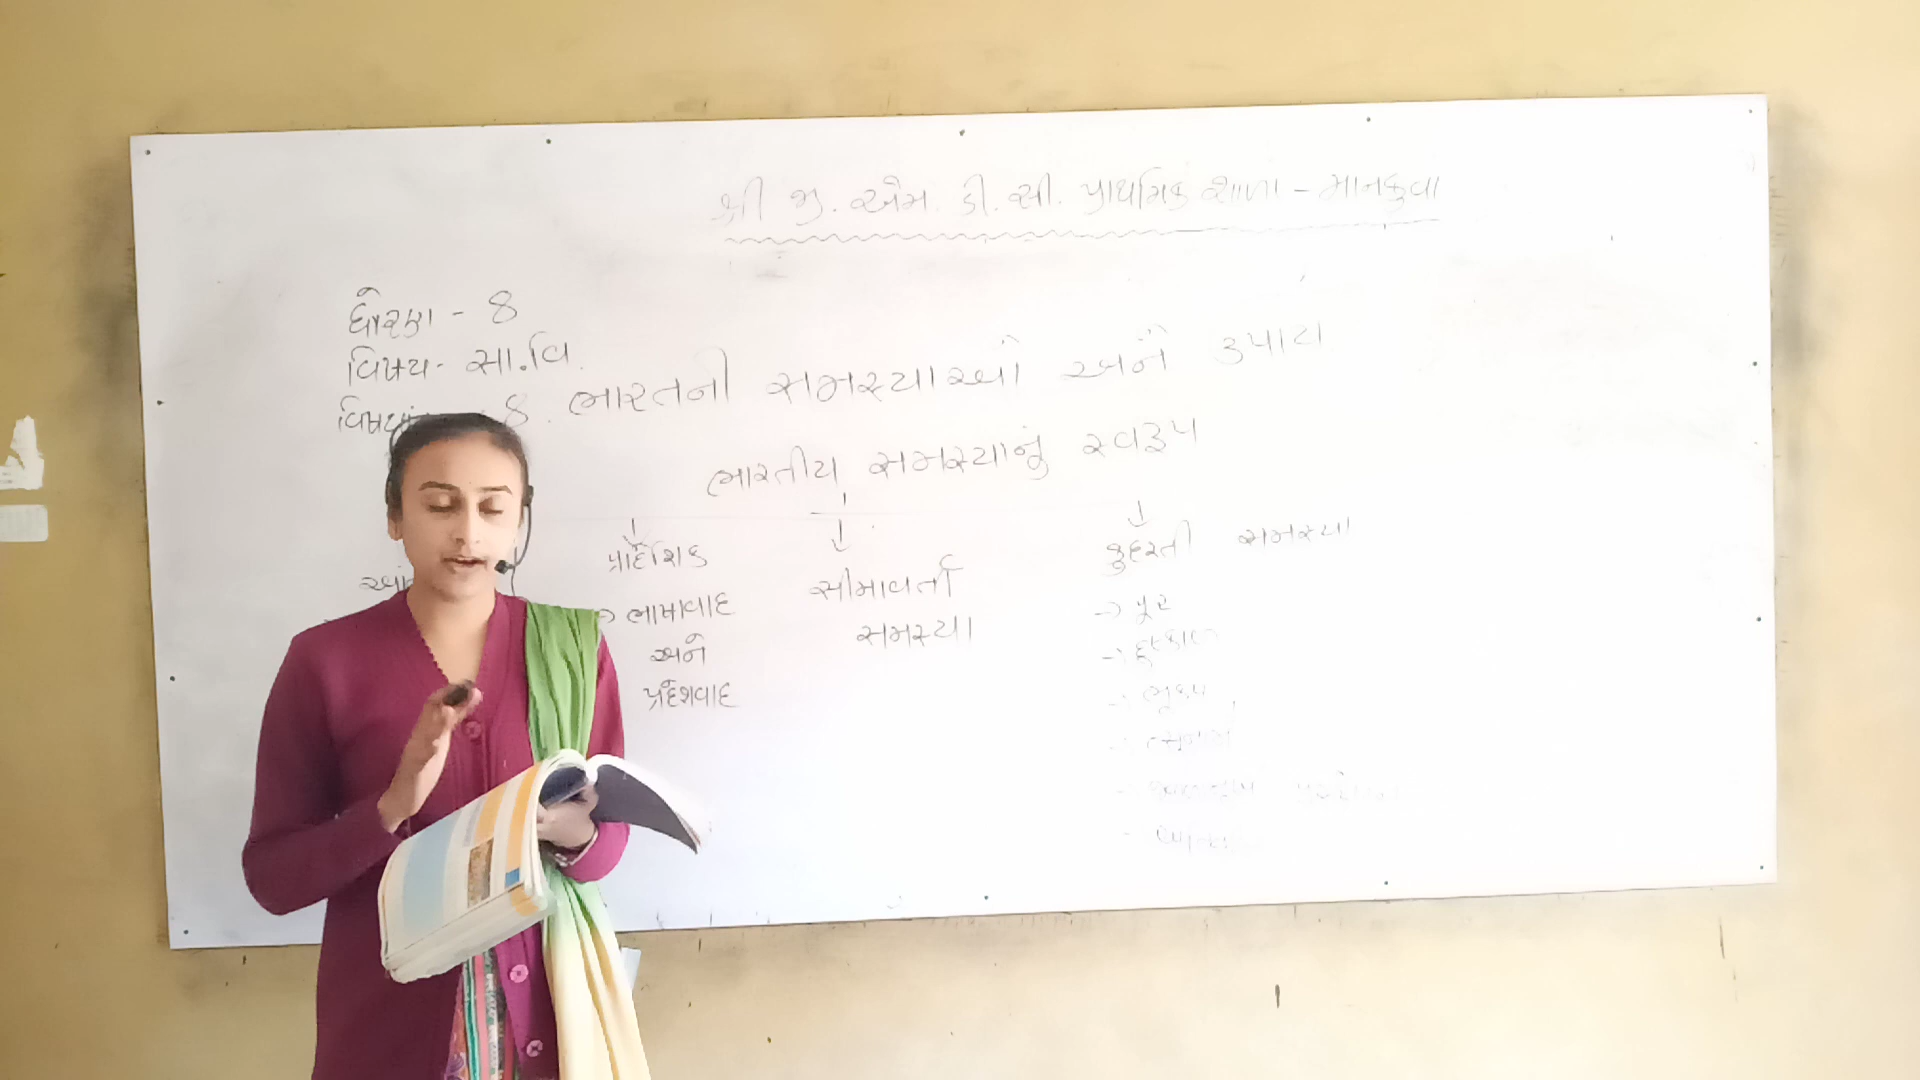 શ્રી જી. એમ. ડી. સી. પ્રાથમિક શાળા - માનકુવા
ધોરણ - 8
વિષય - સા.વિ.
8. ભારતની સમસ્યાઓ અને ઉપાય
ભારતીય સમસ્યાનું સ્વરૂપ
પ્રાદેશિક
→ ભાષાવાદ
અને
પ્રદેશવાદ
સીમાવર્તી
સમસ્યા
કુદરતી સમસ્યા
→ પૂર
→ દુષ્કાળ
→ ભૂકંપ
→ ત્સુનામી